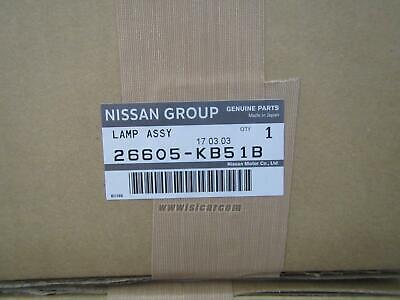 NISSAN GROUP GENUINE PARTS
Made in Japan
LAMP ASSY QTY 1
17 03 03
26605-KB51B
Nissan Motor Co., Ltd.
www.isicar.com